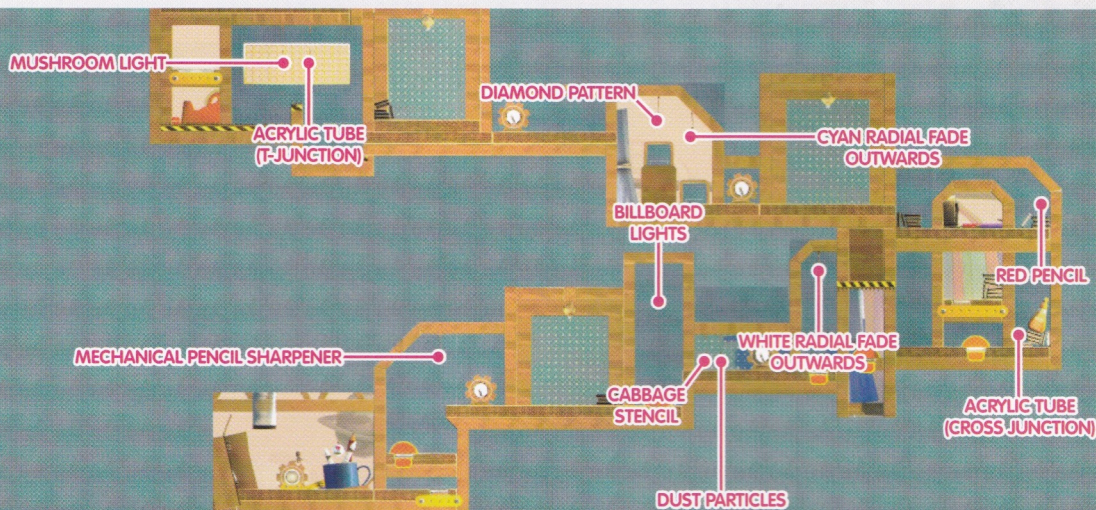 MUSHROOM LIGHT
ACRYLIC TUBE
(T-JUNCTION)
DIAMOND PATTERN
CYAN RADIAL FADE
OUTWARDS
BILLBOARD
LIGHTS
RED PENCIL
MECHANICAL PENCIL SHARPENER
WHITE RADIAL FADE
OUTWARDS
CABBAGE
STENCIL
ACRYLIC TUBE
(CROSS JUNCTION)
DUST PARTICLES